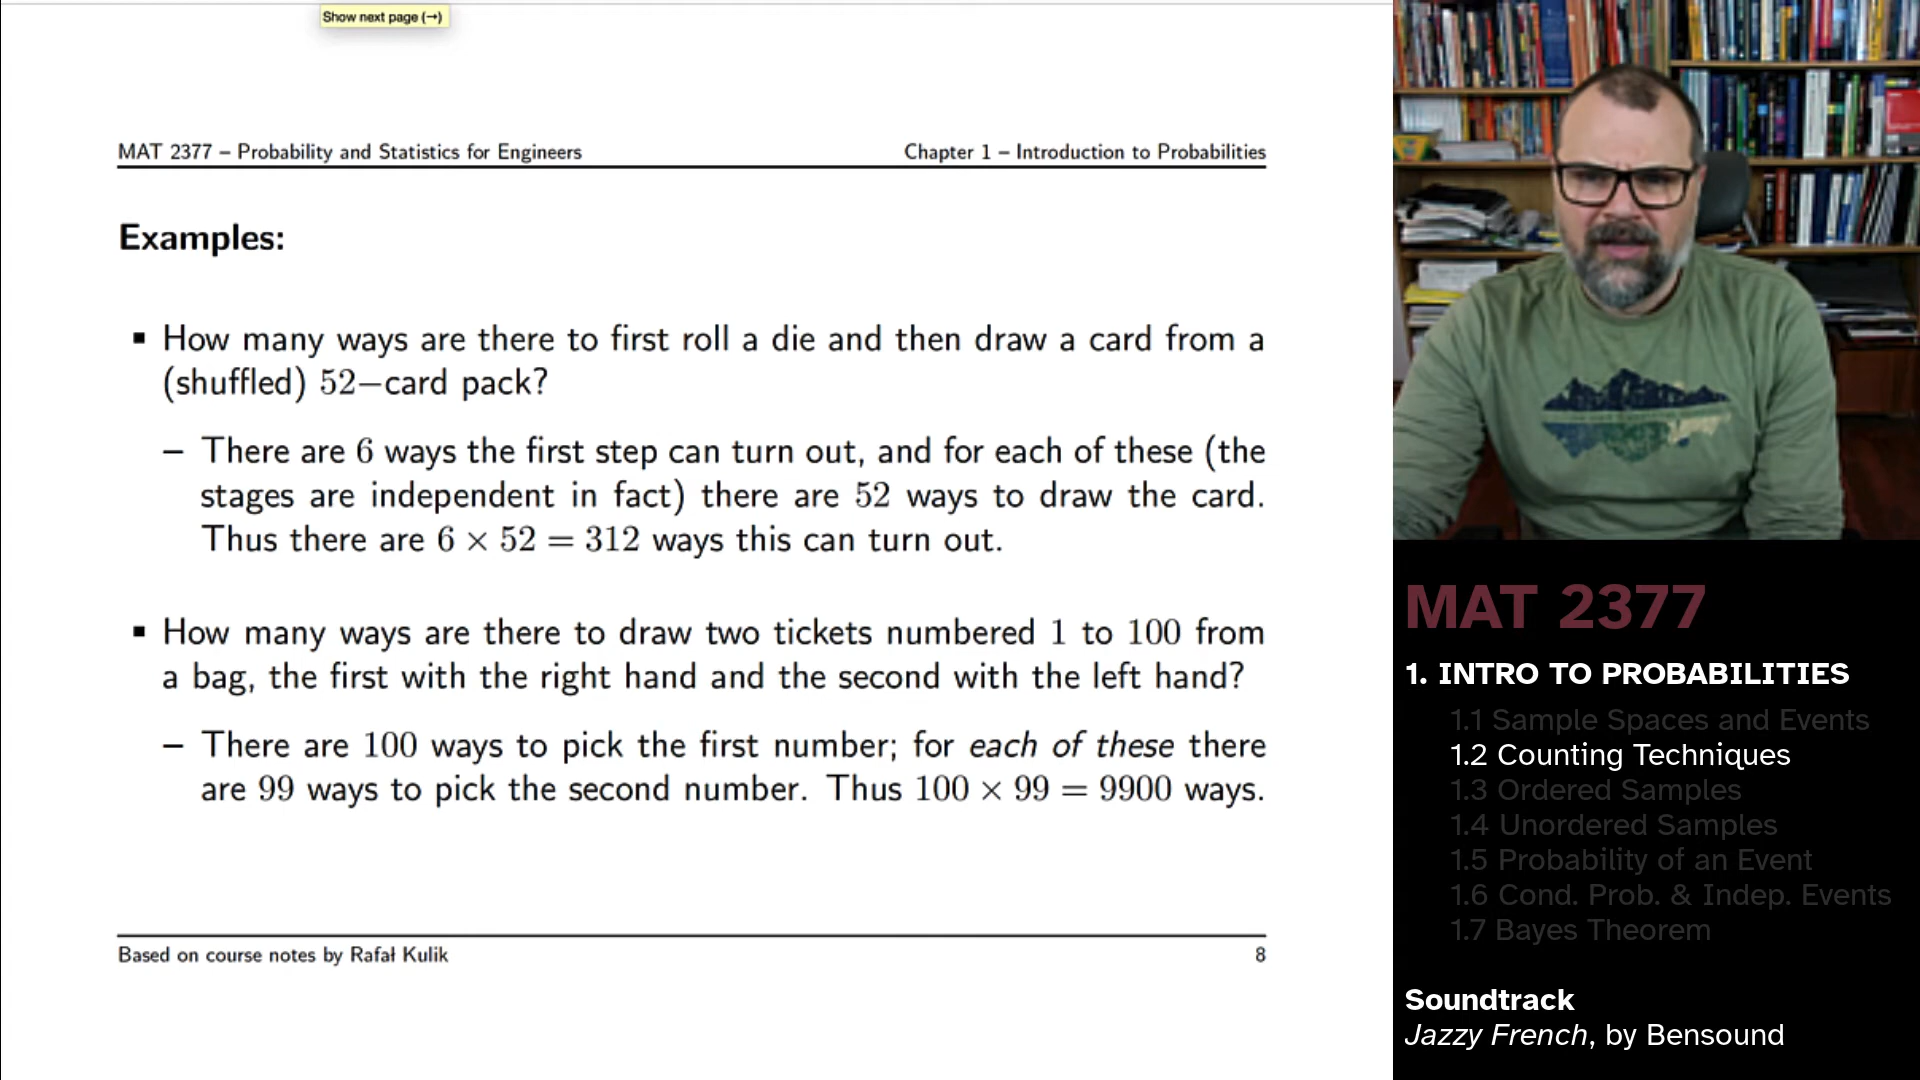 Show next page (→)
MAT 2377 – Probability and Statistics for Engineers
Chapter 1 – Introduction to Probabilities
Examples:
▪ How many ways are there to first roll a die and then draw a card from a
(shuffled) 52–card pack?
– There are 6 ways the first step can turn out, and for each of these (the
stages are independent in fact) there are 52 ways to draw the card.
Thus there are 6 × 52 = 312 ways this can turn out.
▪ How many ways are there to draw two tickets numbered 1 to 100 from
a bag, the first with the right hand and the second with the left hand?
– There are 100 ways to pick the first number; for each of these there
are 99 ways to pick the second number. Thus 100 × 99 = 9900 ways.
Based on course notes by Rafał Kulik
8
MAT 2377
1. INTRO TO PROBABILITIES
1.1 Sample Spaces and Events
1.2 Counting Techniques
1.3 Ordered Samples
1.4 Unordered Samples
1.5 Probability of an Event
1.6 Cond. Prob. & Indep. Events
1.7 Bayes Theorem
Soundtrack
Jazzy French, by Bensound